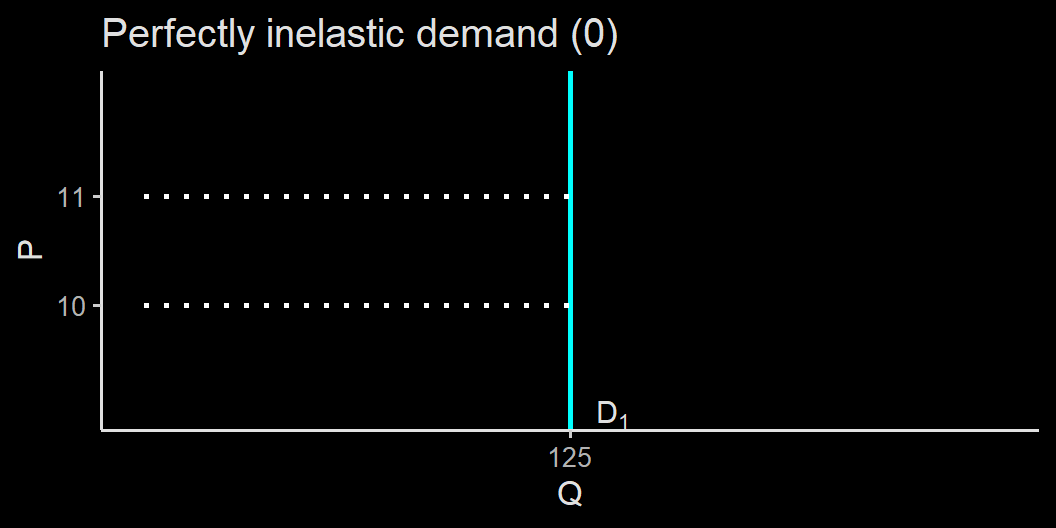 Perfectly inelastic demand (0)
11
P
10
D₁
125
Q